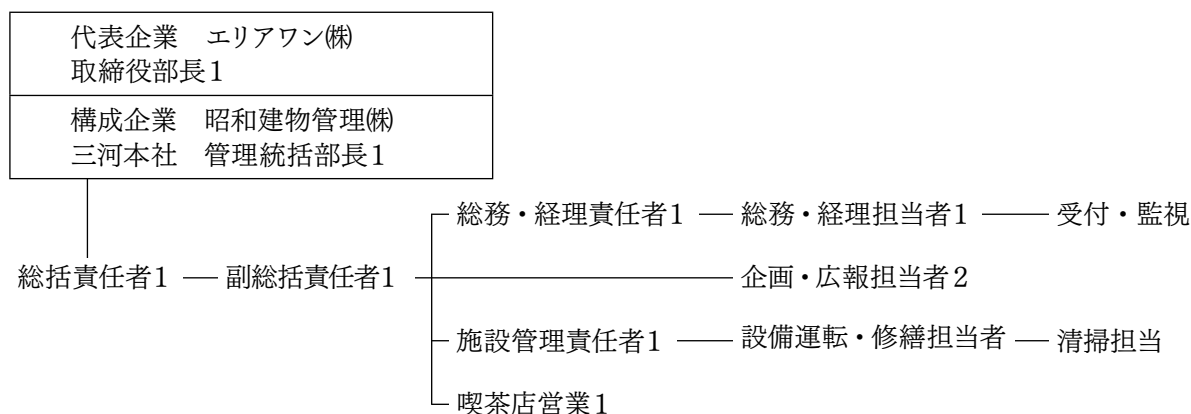 代表企業　エリアワン㈱
取締役部長1
構成企業　昭和建物管理㈱
三河本社　管理統括部長1
総務・経理責任者1　総務・経理担当者1　受付・監視
総括責任者1　副総括責任者1　企画・広報担当者2
施設管理責任者1　設備運転・修繕担当者　清掃担当
喫茶店営業1